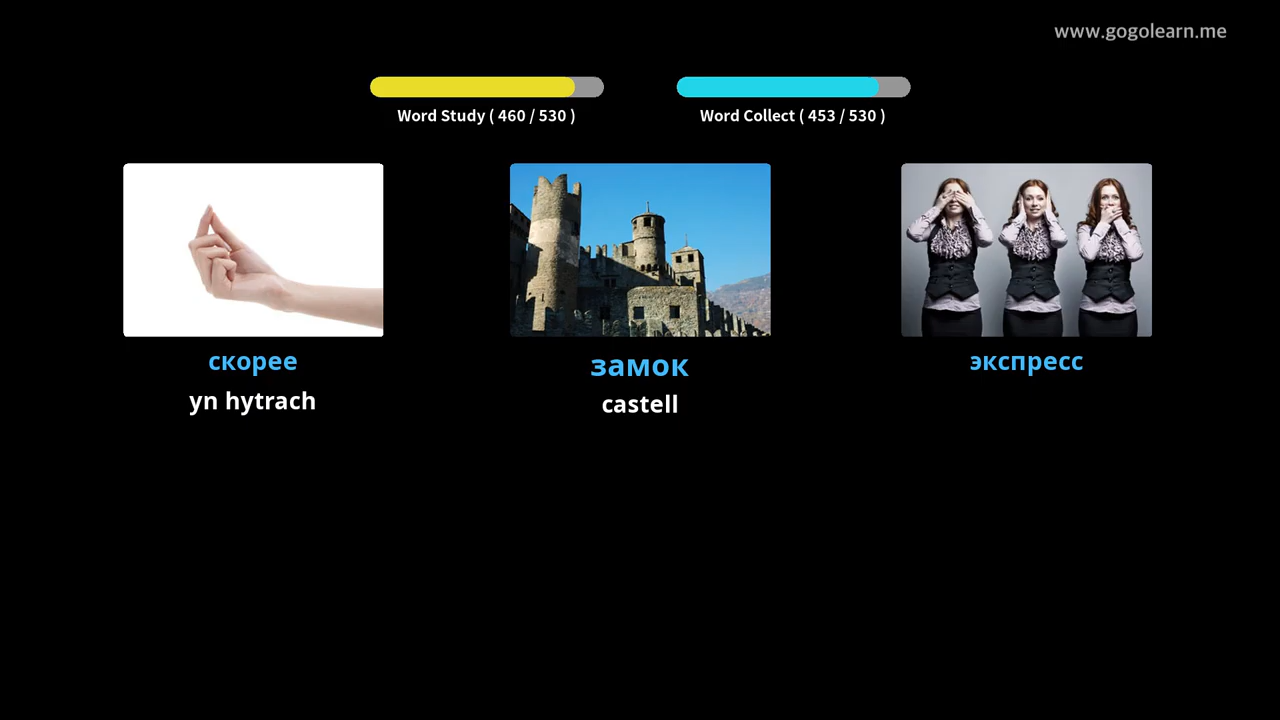 www.gogolearn.me
Word Study ( 460 / 530 )
Word Collect ( 453 / 530 )
скорее
yn hytrach
замок
castell
экспресс